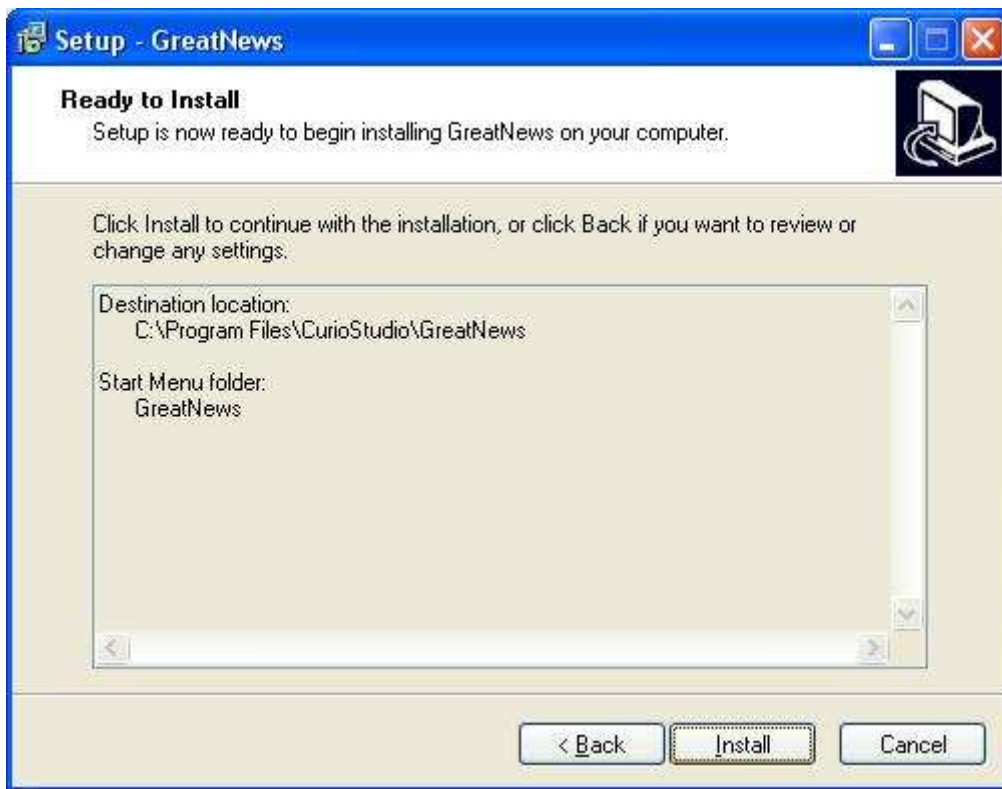 Setup - GreatNews
Ready to Install
Setup is now ready to begin installing GreatNews on your computer.
Click Install to continue with the installation, or click Back if you want to review or
change any settings.
Destination location:
C:\Program Files\CurioStudio\GreatNews
Start Menu folder:
GreatNews
< Back Install Cancel